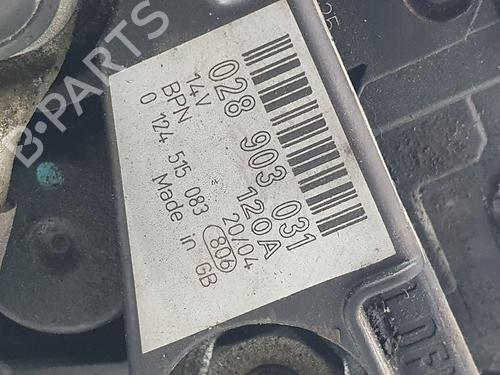 028 903 031
14V 120A
BPN 20/04
0 124 515 083 806
Made in GB
B-PARTS